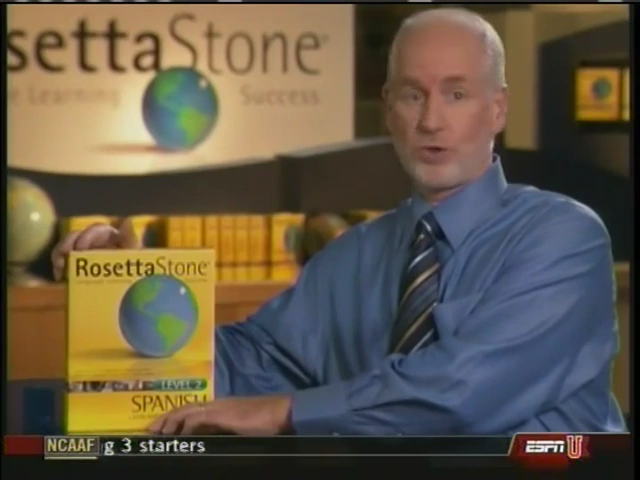 settaStone
Learning Success
RosettaStone
LEVEL 2
SPANISH
NCAAF g 3 starters ESPN U